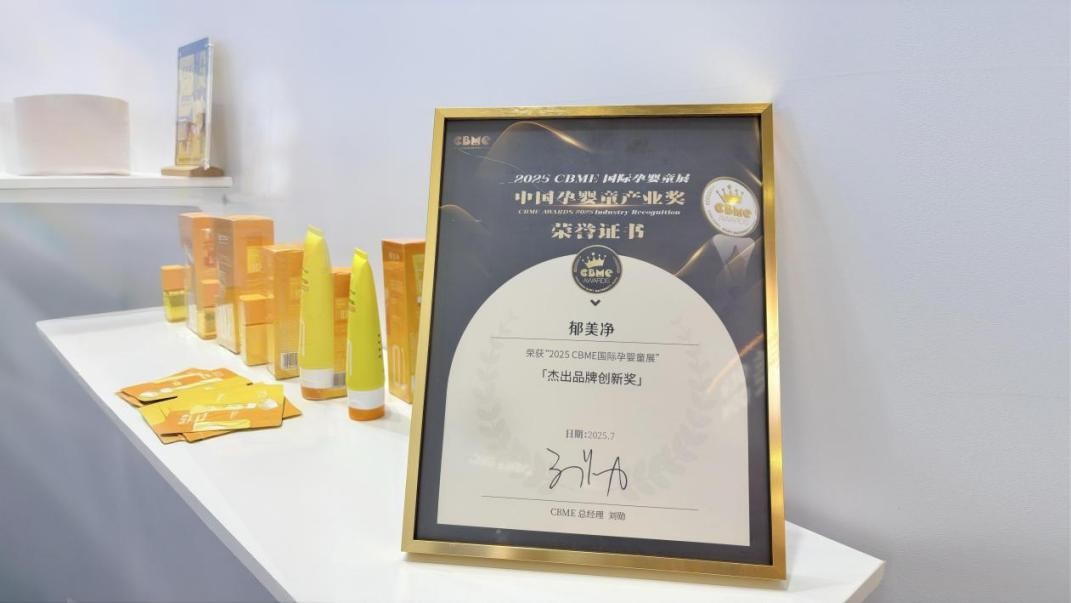 CBME
2025 CBME 国际孕婴童展
中国孕婴童产业奖
CBME AWARDS 2025 Industry Recognition
荣誉证书
CBME
AWARDS
CBME
AWARDS
郁美净
荣获“2025 CBME国际孕婴童展”
「杰出品牌创新奖」
日期:2025.7
CBME 总经理 刘勋